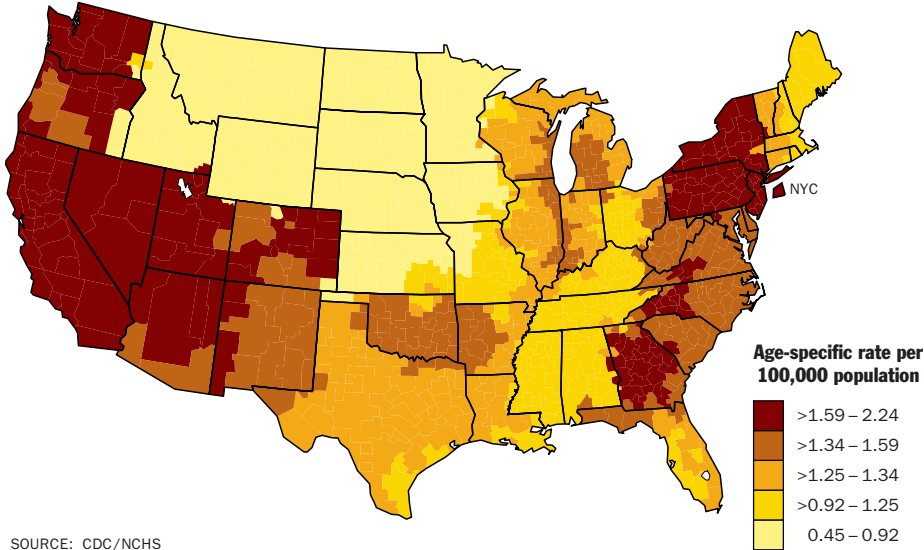 NYC
Age-specific rate per
100,000 population
>1.59 – 2.24
>1.34 – 1.59
>1.25 – 1.34
>0.92 – 1.25
0.45 – 0.92
SOURCE: CDC/NCHS